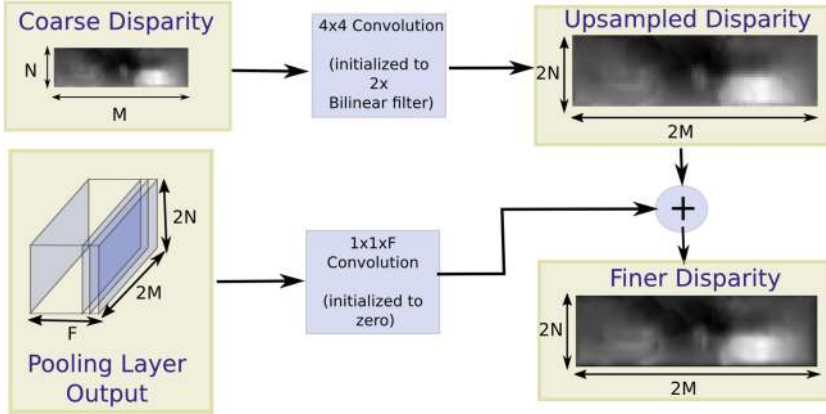 Coarse Disparity
N
M
4x4 Convolution
(initialized to
2x
Bilinear filter)
Upsampled Disparity
2N
2M
2N
2M
F
Pooling Layer
Output
1x1xF
Convolution
(initialized to
zero)
+
Finer Disparity
2N
2M